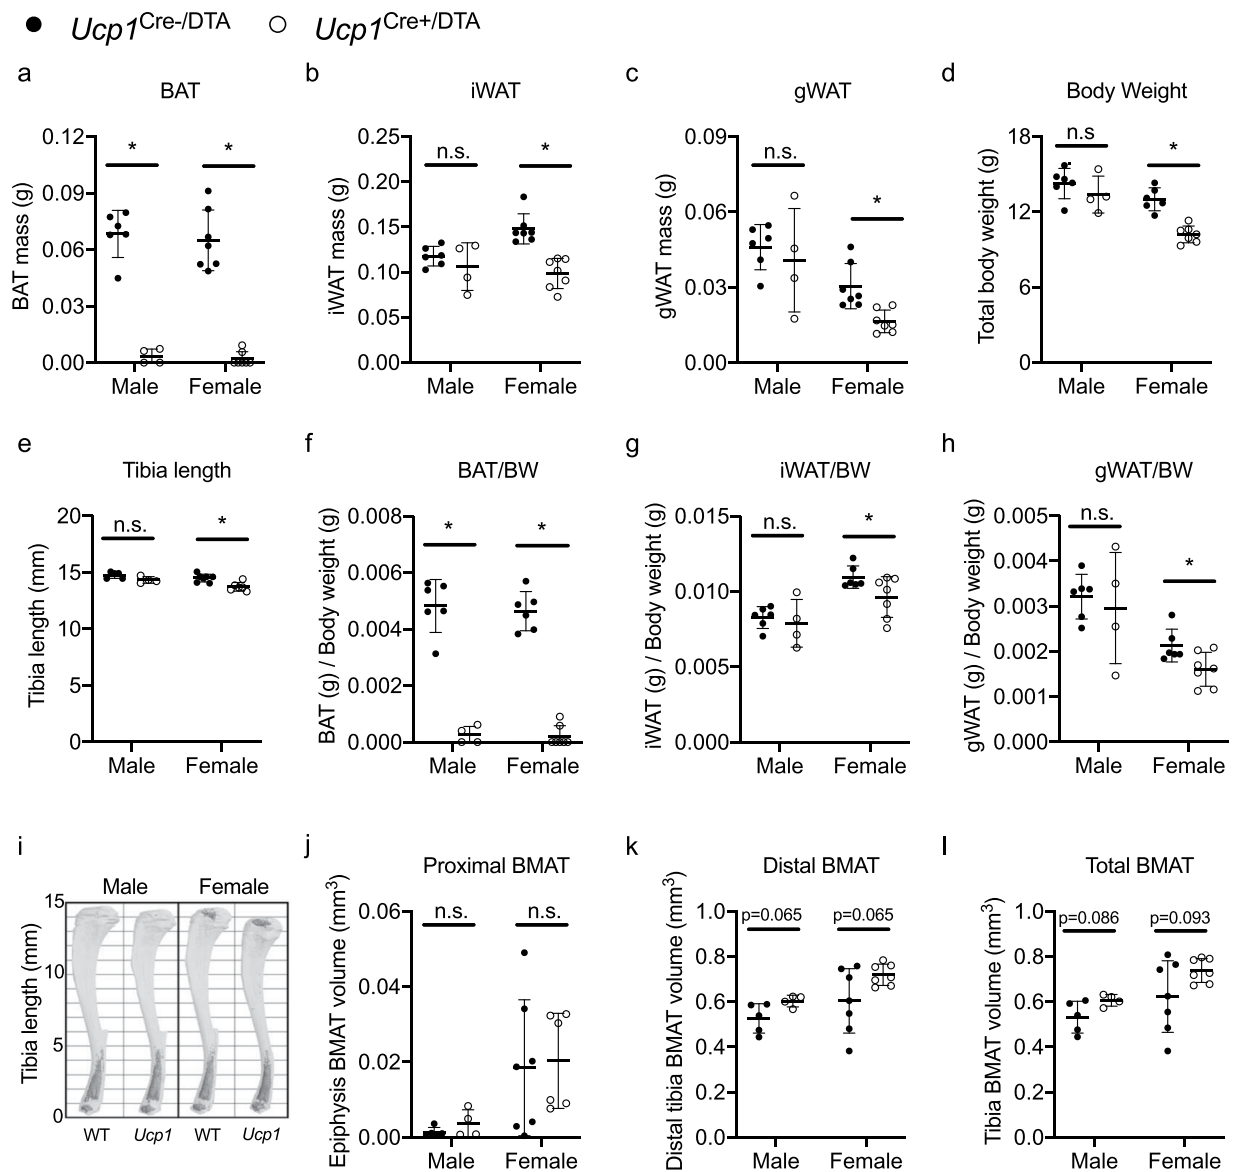 Ucp1Cre-/DTA Ucp1Cre+/DTA
a
BAT
BAT mass (g)
0.12
0.09
0.06
0.03
0.00
* *
Male Female
b
iWAT
iWAT mass (g)
0.25
0.20
0.15
0.10
0.05
0.00
n.s. *
Male Female
c
gWAT
gWAT mass (g)
0.09
0.06
0.03
0.00
n.s. *
Male Female
d
Body Weight
Total body weight (g)
18
12
6
0
n.s *
Male Female
e
Tibia length
Tibia length (mm)
20
15
10
5
0
n.s. *
Male Female
f
BAT/BW
BAT (g) / Body weight (g)
0.008
0.006
0.004
0.002
0.000
* *
Male Female
g
iWAT/BW
iWAT (g) / Body weight (g)
0.015
0.010
0.005
0.000
n.s. *
Male Female
h
gWAT/BW
gWAT (g) / Body weight (g)
0.005
0.004
0.003
0.002
0.001
0.000
n.s. *
Male Female
i
Male Female
Tibia length (mm)
15
10
5
0
WT Ucp1 WT Ucp1
j
Proximal BMAT
Epiphysis BMAT volume (mm3)
0.06
0.04
0.02
0.00
n.s. n.s.
Male Female
k
Distal BMAT
Distal tibia BMAT volume (mm3)
1.0
0.8
0.6
0.4
0.2
0.0
p=0.065 p=0.065
Male Female
l
Total BMAT
Tibia BMAT volume (mm3)
1.0
0.8
0.6
0.4
0.2
0.0
p=0.086 p=0.093
Male Female